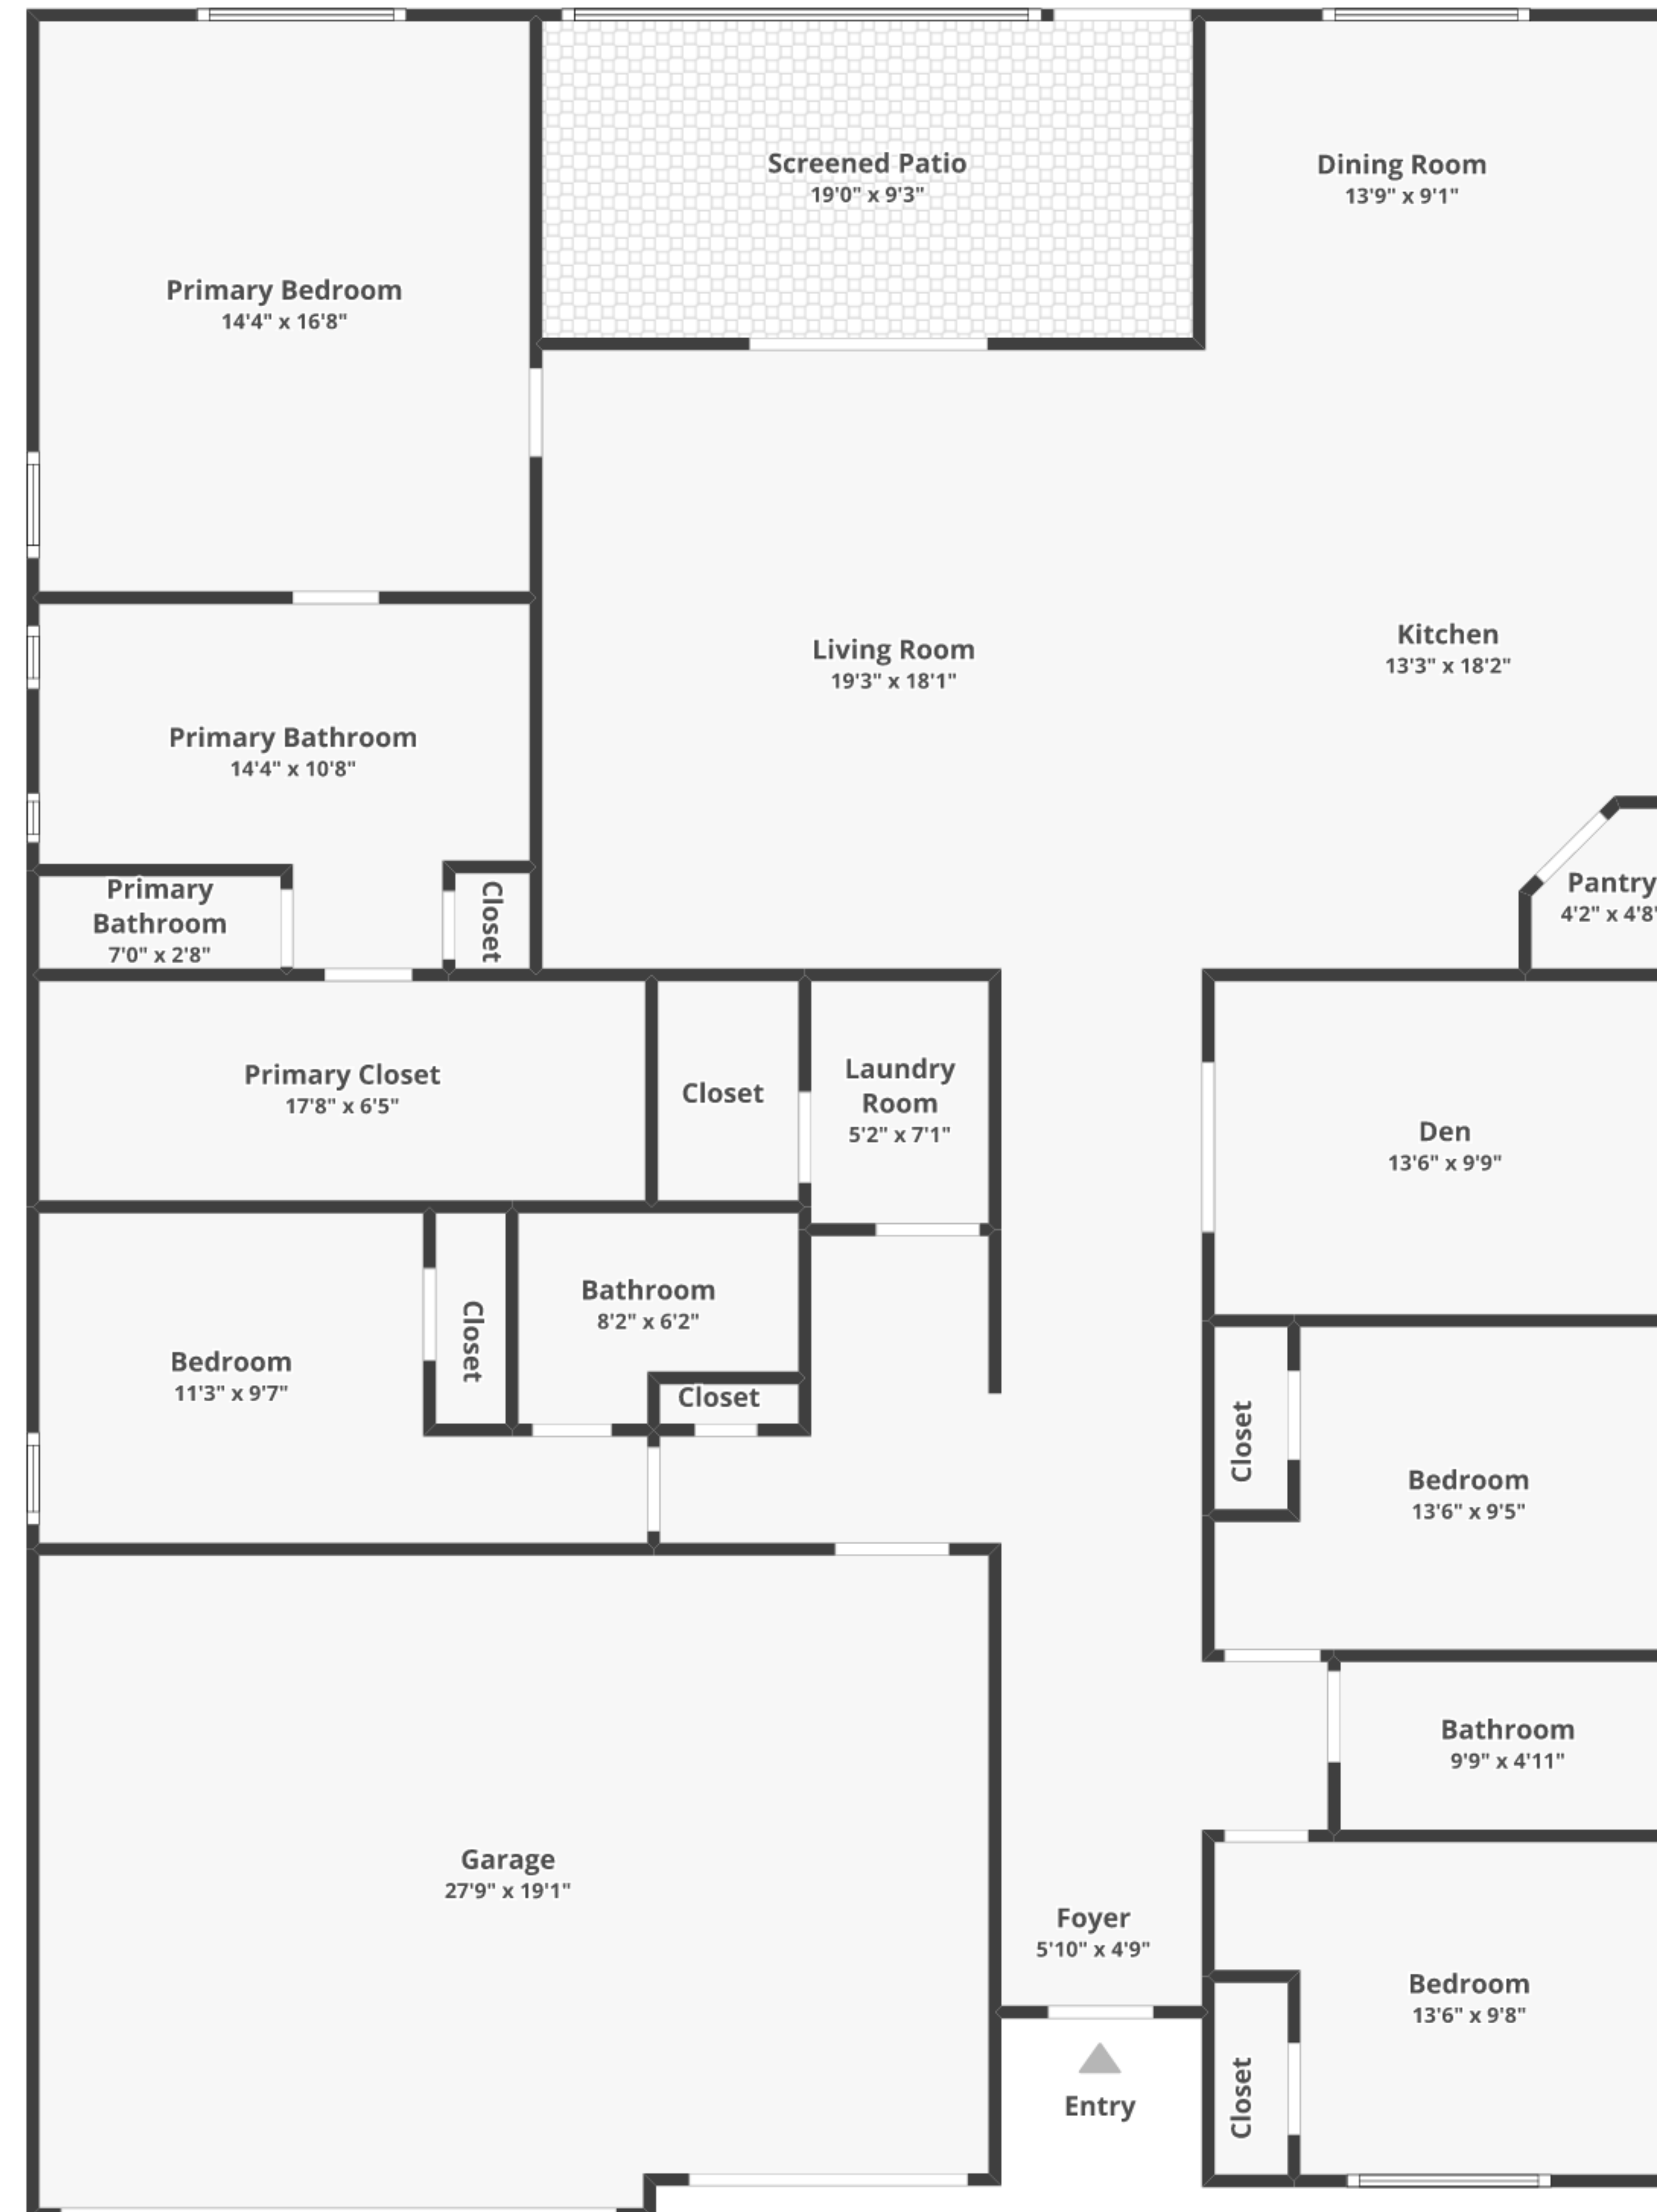 Screened Patio
19'0" x 9'3"
Dining Room
13'9" x 9'1"
Primary Bedroom
14'4" x 16'8"
Living Room
19'3" x 18'1"
Kitchen
13'3" x 18'2"
Primary Bathroom
14'4" x 10'8"
Primary
Bathroom
7'0" x 2'8"
Closet
Pantry
4'2" x 4'8"
Primary Closet
17'8" x 6'5"
Closet
Laundry
Room
5'2" x 7'1"
Den
13'6" x 9'9"
Bedroom
11'3" x 9'7"
Closet
Bathroom
8'2" x 6'2"
Closet
Closet
Bedroom
13'6" x 9'5"
Bathroom
9'9" x 4'11"
Garage
27'9" x 19'1"
Foyer
5'10" x 4'9"
Bedroom
13'6" x 9'8"
Closet
Entry